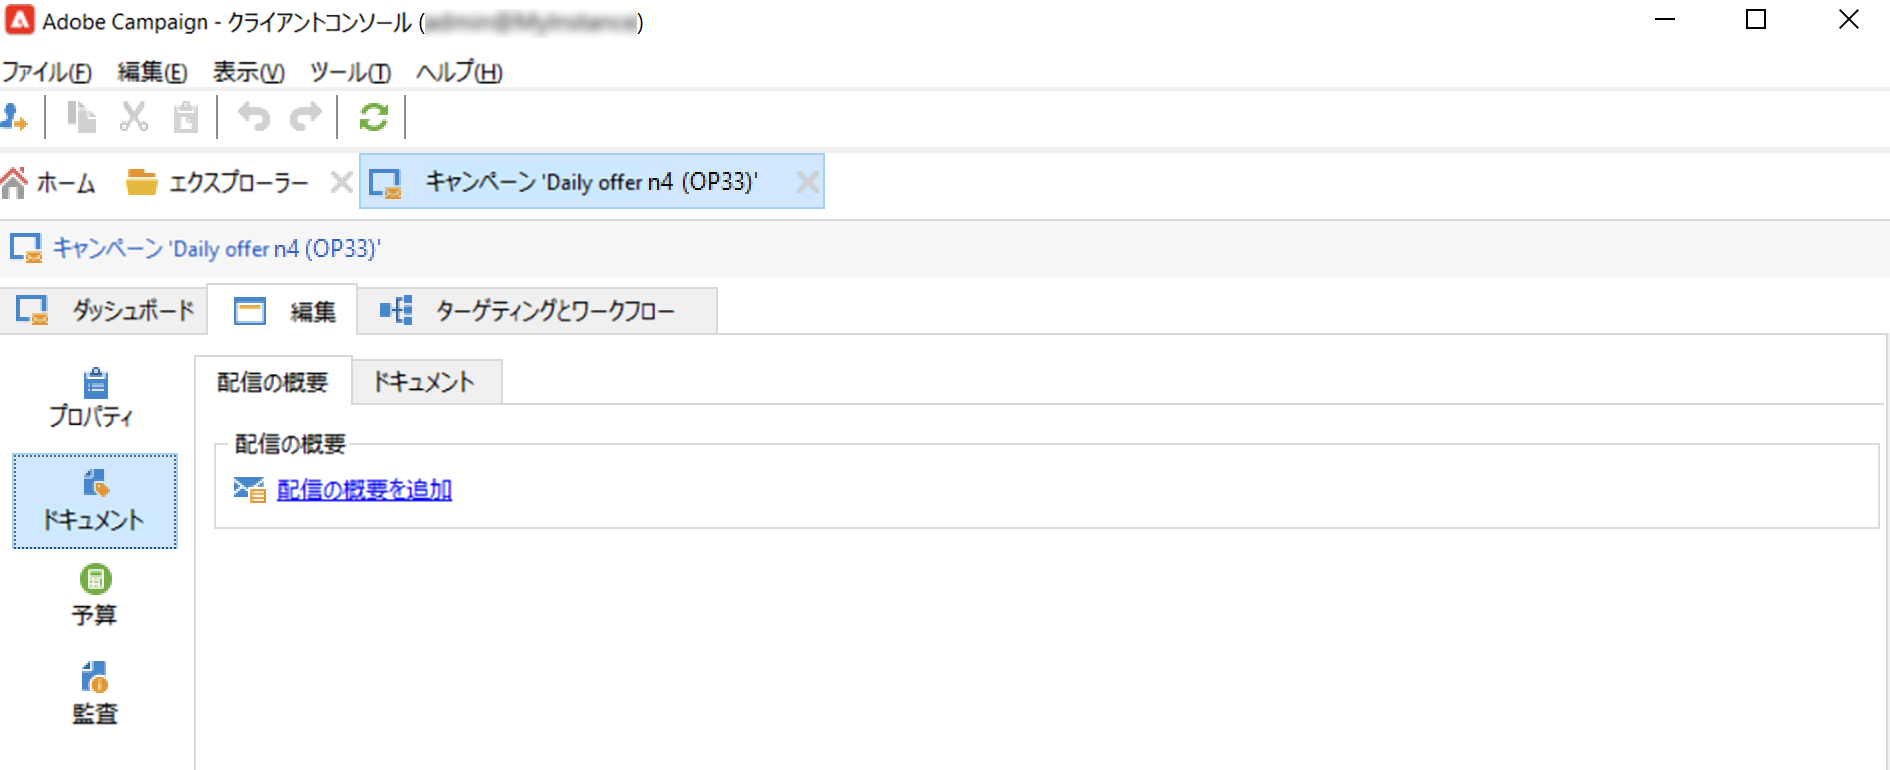 Adobe Campaign - クライアントコンソール ( )
ファイル(F) 編集(E) 表示(V) ツール(T) ヘルプ(H)
ホーム エクスプローラー キャンペーン 'Daily offer n4 (OP33)'
キャンペーン 'Daily offer n4 (OP33)'
ダッシュボード 編集 ターゲティングとワークフロー
プロパティ
ドキュメント
予算
監査
配信の概要 ドキュメント
配信の概要
配信の概要を追加